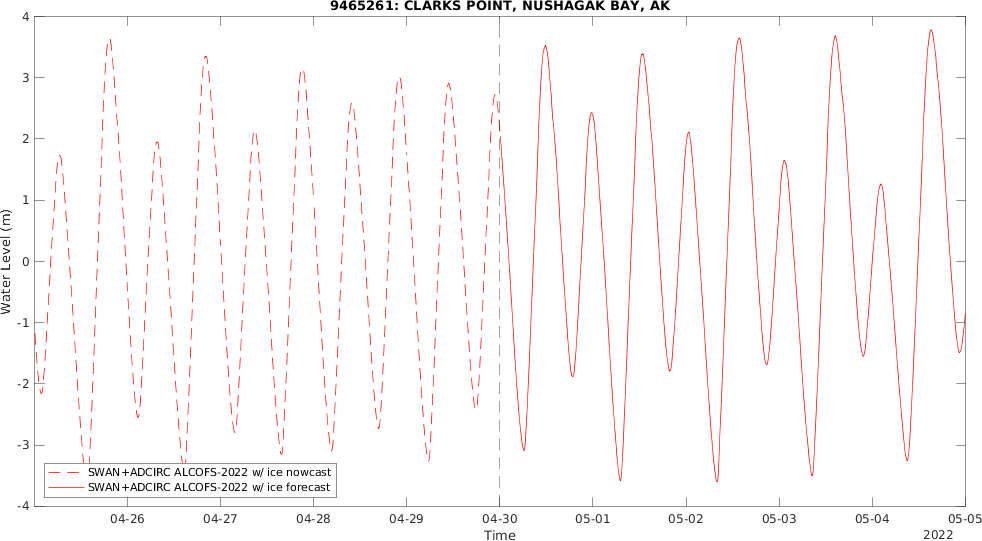 9465261: CLARKS POINT, NUSHAGAK BAY, AK
4
3
2
1
0
-1
-2
-3
-4
Water Level (m)
SWAN+ADCIRC ALCOFS-2022 w/ ice nowcast
SWAN+ADCIRC ALCOFS-2022 w/ ice forecast
04-26 04-27 04-28 04-29 04-30 05-01 05-02 05-03 05-04 05-05
Time
2022